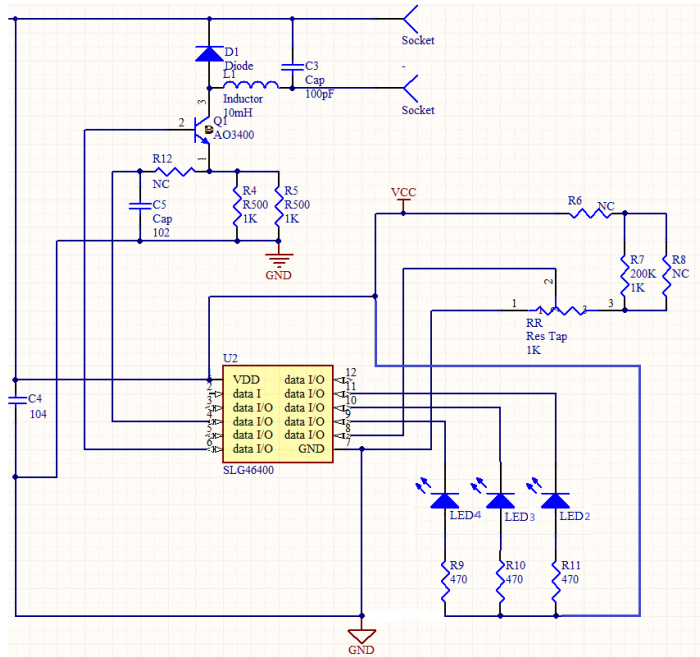 Socket
D1
Diode
C3
Cap
100pF
L1
Inductor
10mH
-
Socket
3
2
Q1
AO3400
1
R12
NC
C5
Cap
102
R4
R500
1K
R5
R500
1K
GND
VCC
R6
NC
R7
200K
1K
R8
NC
2
1
1
3
3
RR
Res Tap
1K
U2
VDD
data I/O
12
2
data I
data I/O
11
3
data I/O
data I/O
10
4
data I/O
data I/O
9
5
data I/O
data I/O
8
6
data I/O
GND
7
SLG46400
C4
104
LED4
LED3
LED2
R9
470
R10
470
R11
470
GND